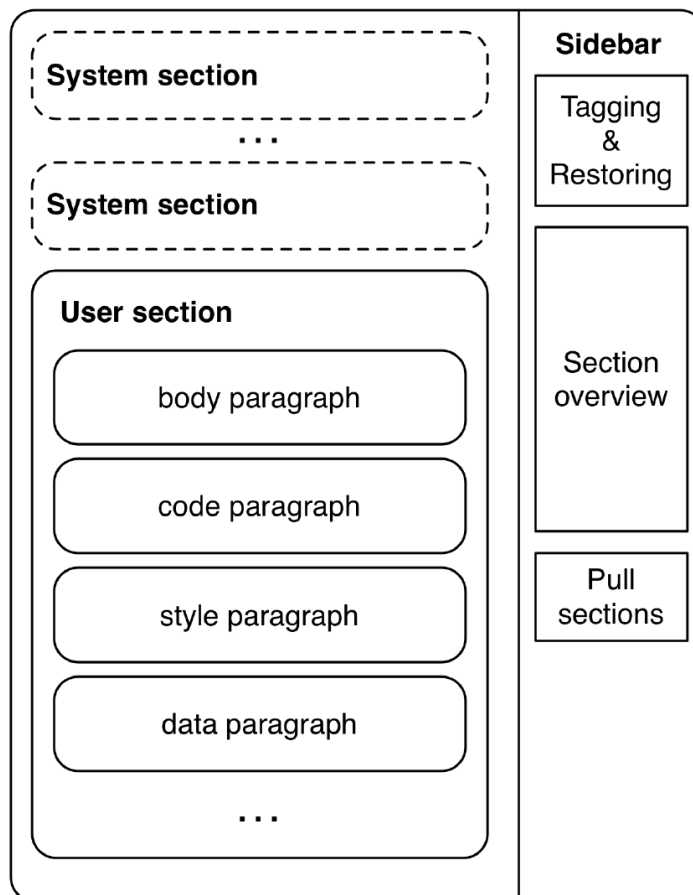 System section
...
System section
User section
body paragraph
code paragraph
style paragraph
data paragraph
...
Sidebar
Tagging
&
Restoring
Section
overview
Pull
sections